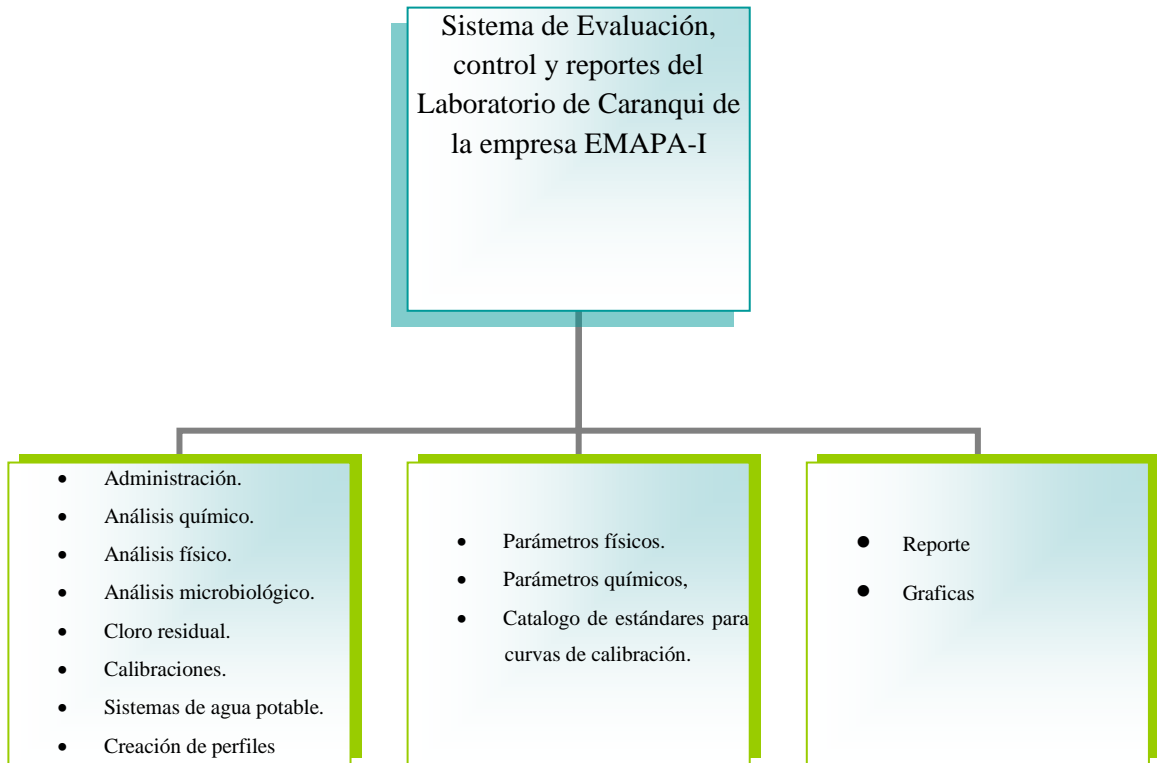 Sistema de Evaluación,
control y reportes del
Laboratorio de Caranqui de
la empresa EMAPA-I
• Administración.
• Análisis químico.
• Análisis físico.
• Análisis microbiológico.
• Cloro residual.
• Calibraciones.
• Sistemas de agua potable.
• Creación de perfiles
• Parámetros físicos.
• Parámetros químicos,
• Catalogo de estándares para
curvas de calibración.
• Reporte
• Graficas